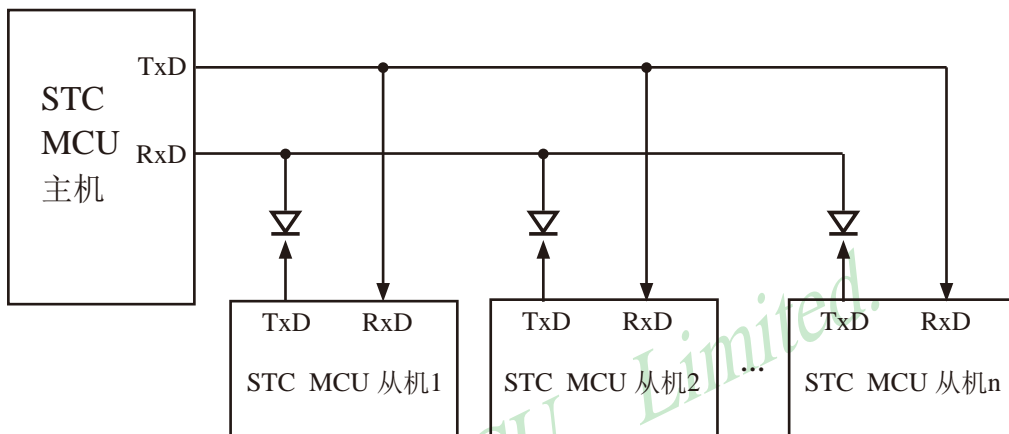 TxD
STC
MCU
主机
RxD
TxD RxD
STC MCU 从机1
TxD RxD
STC MCU 从机2
...
TxD RxD
STC MCU 从机n
CU Limited.